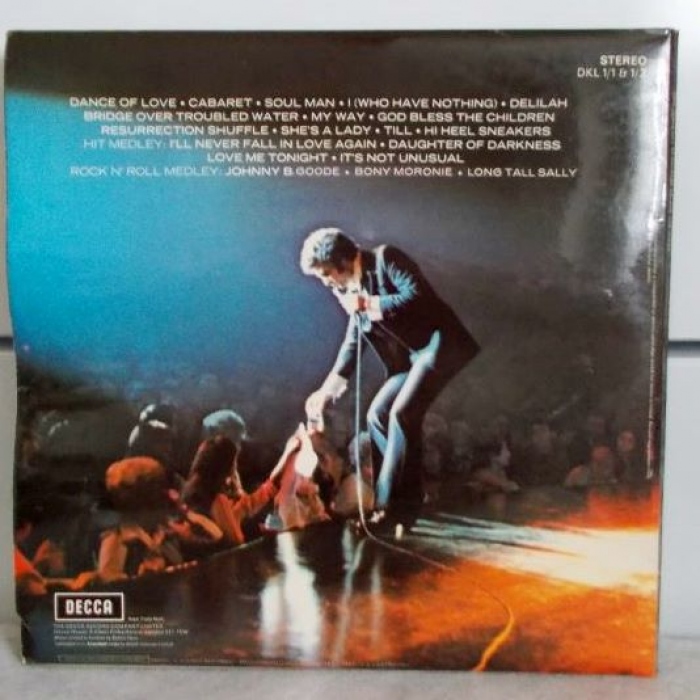 STEREO
DKL 1/1 & 1/2
DANCE OF LOVE • CABARET • SOUL MAN • I (WHO HAVE NOTHING) • DELILAH
BRIDGE OVER TROUBLED WATER • MY WAY • GOD BLESS THE CHILDREN
RESURRECTION SHUFFLE • SHE'S A LADY • TILL • HI HEEL SNEAKERS
HIT MEDLEY: I'LL NEVER FALL IN LOVE AGAIN • DAUGHTER OF DARKNESS
LOVE ME TONIGHT • IT'S NOT UNUSUAL
ROCK N' ROLL MEDLEY: JOHNNY B. GOODE • BONY MORONIE • LONG TALL SALLY
DECCA
THE DECCA RECORD COMPANY LIMITED